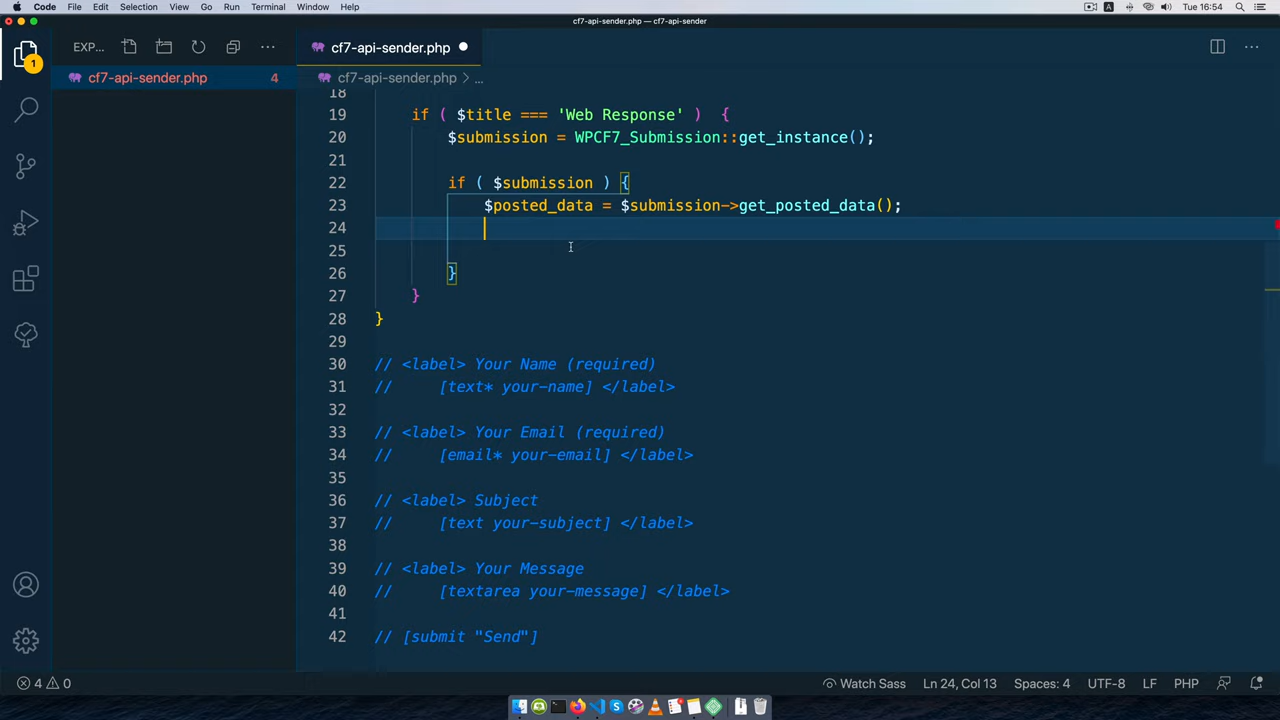 Code File Edit Selection View Go Run Terminal Window Help A Tue 16:54
cf7-api-sender.php — cf7-api-sender
EXP... cf7-api-sender.php
1
cf7-api-sender.php 4 cf7-api-sender.php ...
18
19 if ( $title === 'Web Response' ) {
20 $submission = WPCF7_Submission::get_instance();
21
22 if ( $submission ) {
23 $posted_data = $submission->get_posted_data();
24
25
26 }
27 }
28 }
29
30 // <label> Your Name (required)
31 // [text* your-name] </label>
32
33 // <label> Your Email (required)
34 // [email* your-email] </label>
35
36 // <label> Subject
37 // [text your-subject] </label>
38
39 // <label> Your Message
40 // [textarea your-message] </label>
41
42 // [submit "Send"]
4 0 Watch Sass Ln 24, Col 13 Spaces: 4 UTF-8 LF PHP